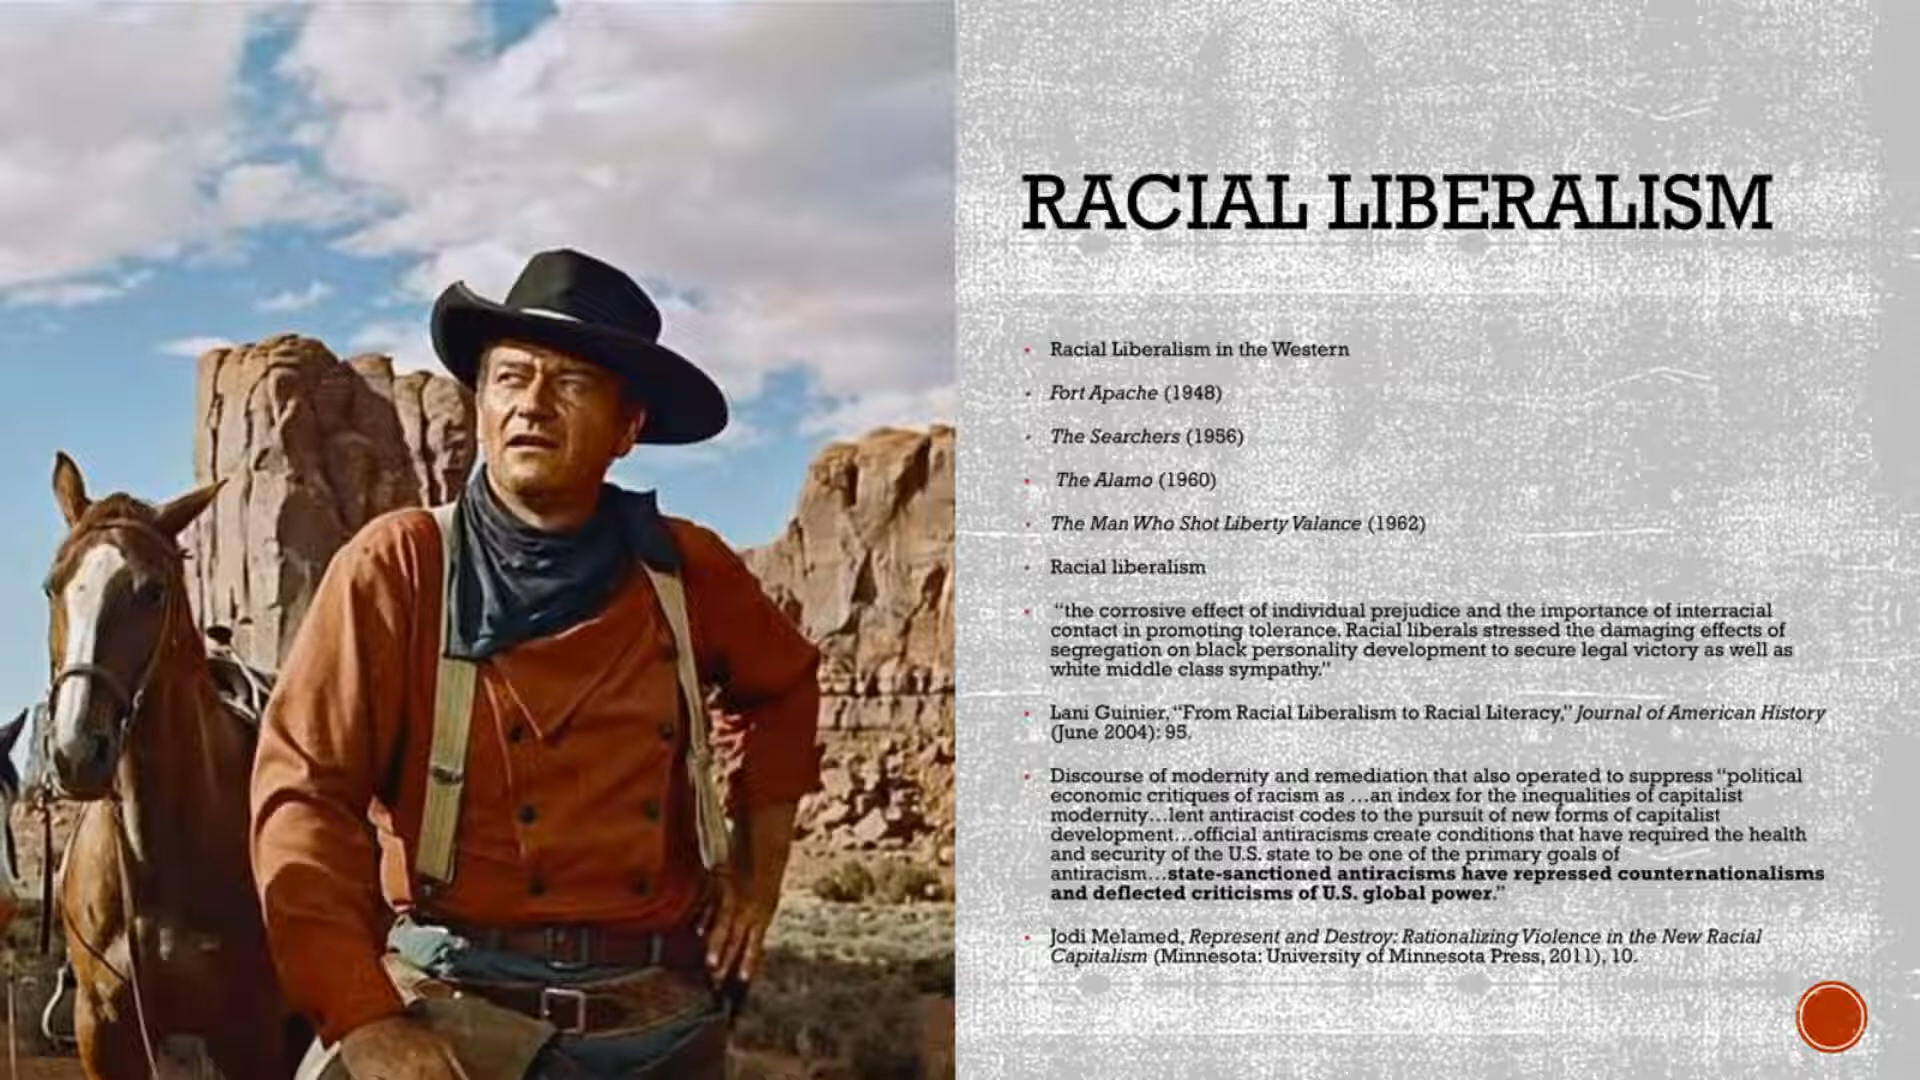 RACIAL LIBERALISM
Racial Liberalism in the Western
Fort Apache (1948)
The Searchers (1956)
The Alamo (1960)
The Man Who Shot Liberty Valance (1962)
Racial liberalism
“the corrosive effect of individual prejudice and the importance of interracial
contact in promoting tolerance. Racial liberals stressed the damaging effects of
segregation on black personality development to secure legal victory as well as
white middle class sympathy.”
Lani Guinier, “From Racial Liberalism to Racial Literacy,” Journal of American History
(June 2004): 95.
Discourse of modernity and remediation that also operated to suppress “political
economic critiques of racism as …an index for the inequalities of capitalist
modernity…lent antiracist codes to the pursuit of new forms of capitalist
development…official antiracisms create conditions that have required the health
and security of the U.S. state to be one of the primary goals of
antiracism…state-sanctioned antiracisms have repressed counternationalisms
and deflected criticisms of U.S. global power.”
Jodi Melamed, Represent and Destroy: Rationalizing Violence in the New Racial
Capitalism (Minnesota: University of Minnesota Press, 2011), 10.